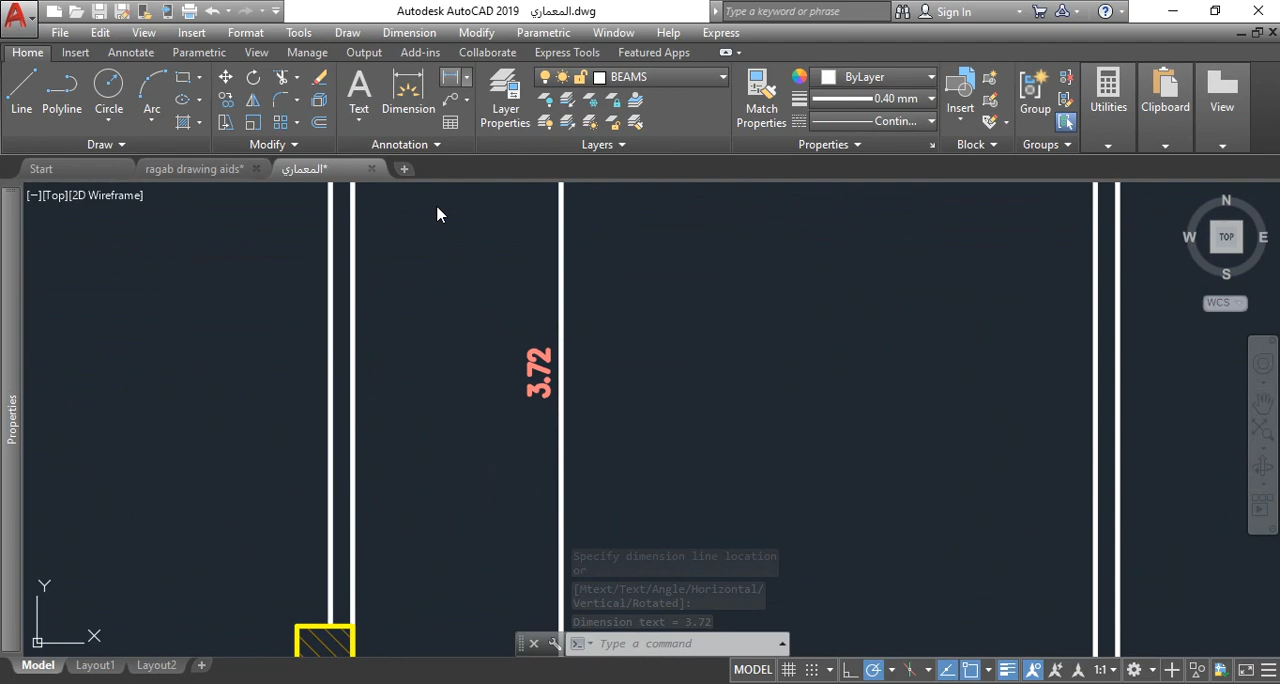 Autodesk AutoCAD 2019 المعماري.dwg
Type a keyword or phrase
Sign In
File Edit View Insert Format Tools Draw Dimension Modify Parametric Window Help Express
Home Insert Annotate Parametric View Manage Output Add-ins Collaborate Express Tools Featured Apps
Line Polyline Circle Arc
Text Dimension
Layer Properties
BEAMS
Match Properties
ByLayer
0.40 mm
Contin...
Insert
Group
Utilities
Clipboard
View
Draw Modify Annotation Layers Properties Block Groups
Start ragab drawing aids* المعماري*
[−][Top][2D Wireframe]
N
W TOP E
S
WCS
3.72
Properties
Specify dimension line location
or
[Mtext/Text/Angle/Horizontal/
Vertical/Rotated]:
Dimension text = 3.72
Type a command
Y
X
Model Layout1 Layout2
MODEL 1:1